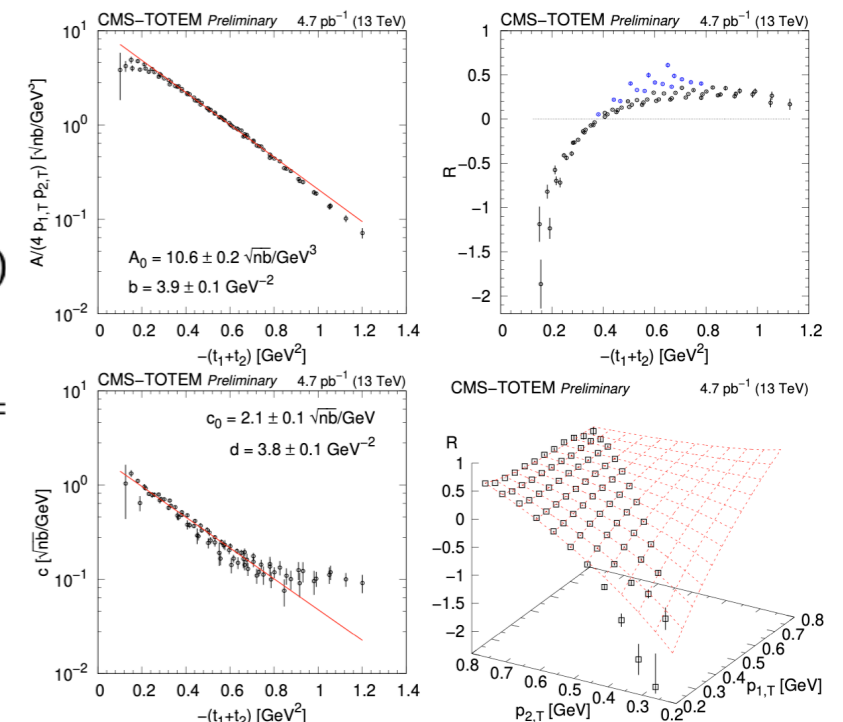 CMS−TOTEM Preliminary 4.7 pb⁻¹ (13 TeV)
10¹
10⁰
10⁻¹
10⁻²
A/(4 p₁,T p₂,T) [√nb/GeV³]
A₀ = 10.6 ± 0.2 √nb/GeV³
b = 3.9 ± 0.1 GeV⁻²
0 0.2 0.4 0.6 0.8 1 1.2 1.4
−(t₁+t₂) [GeV²]
CMS−TOTEM Preliminary 4.7 pb⁻¹ (13 TeV)
1
0.5
0
−0.5
−1
−1.5
−2
R
0 0.2 0.4 0.6 0.8 1 1.2
−(t₁+t₂) [GeV²]
)
=
CMS−TOTEM Preliminary 4.7 pb⁻¹ (13 TeV)
10¹
10⁰
10⁻¹
10⁻²
c [√nb/GeV]
c₀ = 2.1 ± 0.1 √nb/GeV
d = 3.8 ± 0.1 GeV⁻²
0 0.2 0.4 0.6 0.8 1 1.2 1.4
−(t₁+t₂) [GeV²]
CMS−TOTEM Preliminary 4.7 pb⁻¹ (13 TeV)
R
1
0.5
0
−0.5
−1
−1.5
−2
0.8 0.7 0.6 0.5 0.4 0.3 0.2
p₂,T [GeV]
0.2 0.3 0.4 0.5 0.6 0.7 0.8
p₁,T [GeV]